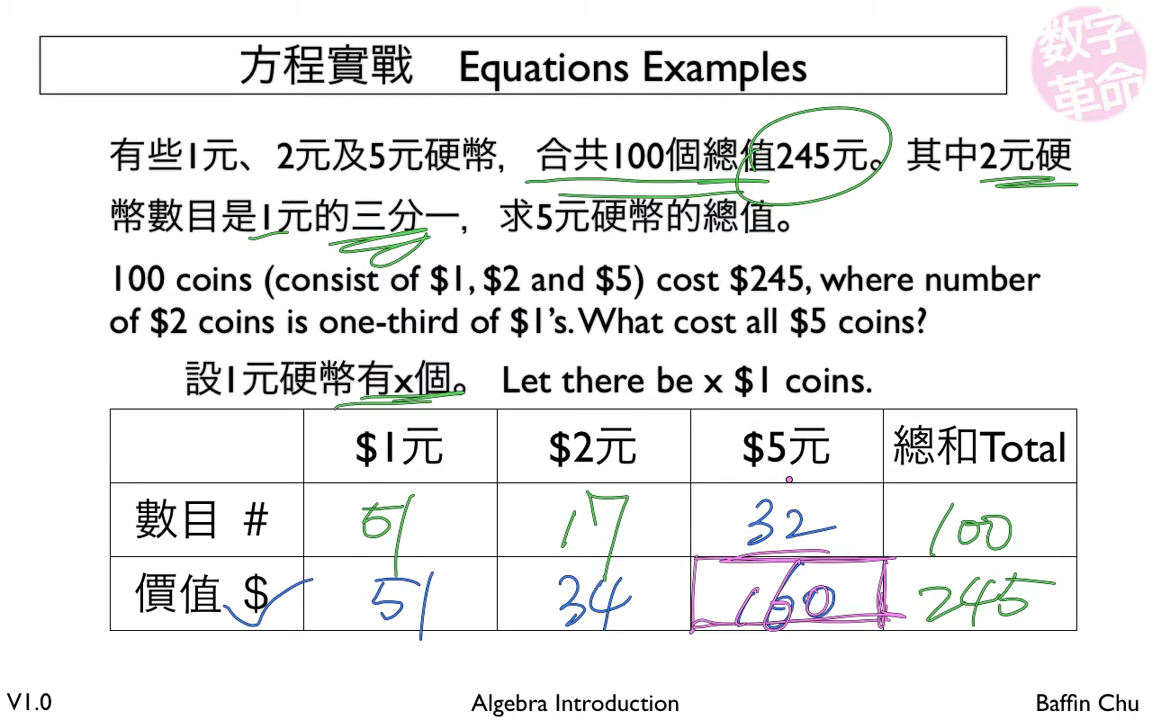 数字
革命
方程實戰 Equations Examples
有些1元、2元及5元硬幣，合共100個總值245元。其中2元硬
幣數目是1元的三分一，求5元硬幣的總值。
100 coins (consist of $1, $2 and $5) cost $245, where number
of $2 coins is one-third of $1's. What cost all $5 coins?
設1元硬幣有x個。 Let there be x $1 coins.
$1元 $2元 $5元 總和Total
數目 # 51 17 32 100
價值 $ 51 34 160 245
V1.0 Algebra Introduction Baffin Chu